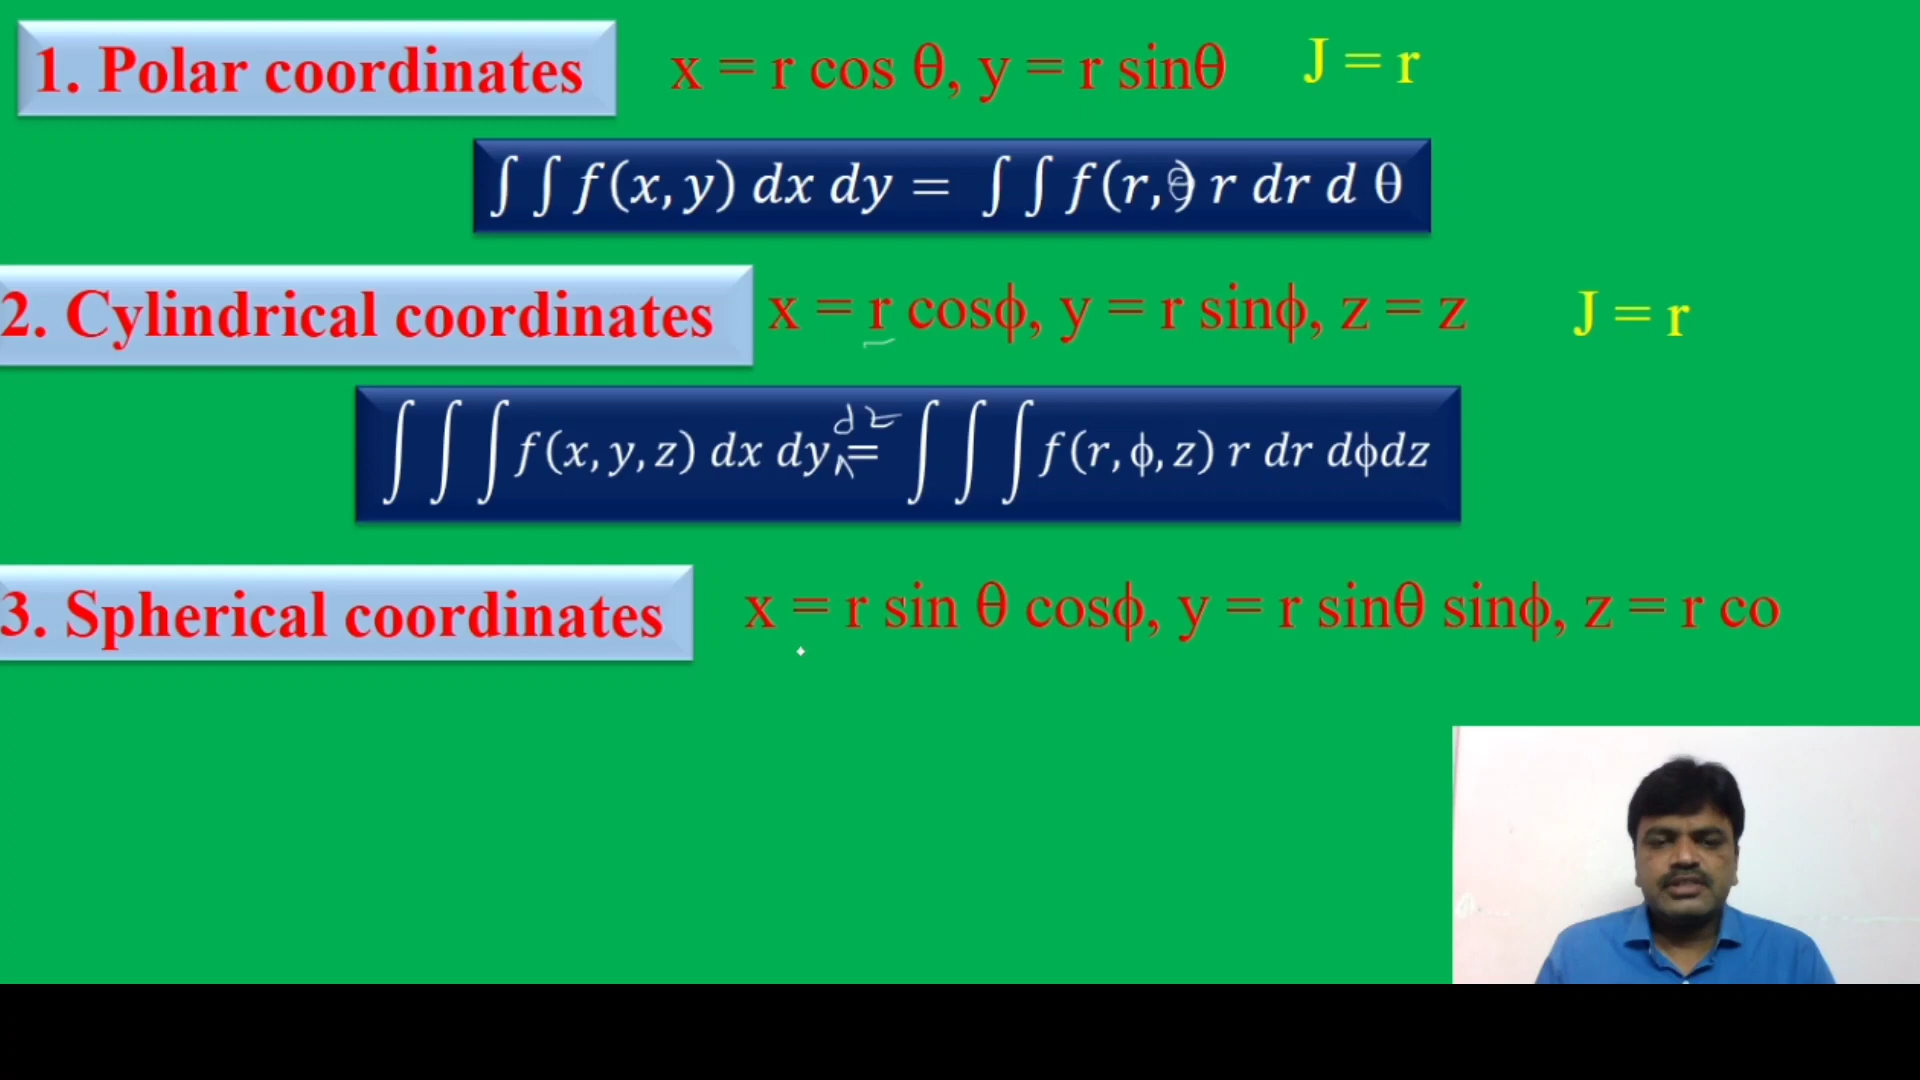 1. Polar coordinates x = r cos θ, y = r sinθ J = r
∫ ∫ f(x, y) dx dy = ∫ ∫ f(r, θ) r dr d θ
2. Cylindrical coordinates x = r cosϕ, y = r sinϕ, z = z J = r
∫ ∫ ∫ f(x, y, z) dx dy dz = ∫ ∫ ∫ f(r, ϕ, z) r dr dϕdz
3. Spherical coordinates x = r sin θ cosϕ, y = r sinθ sinϕ, z = r co